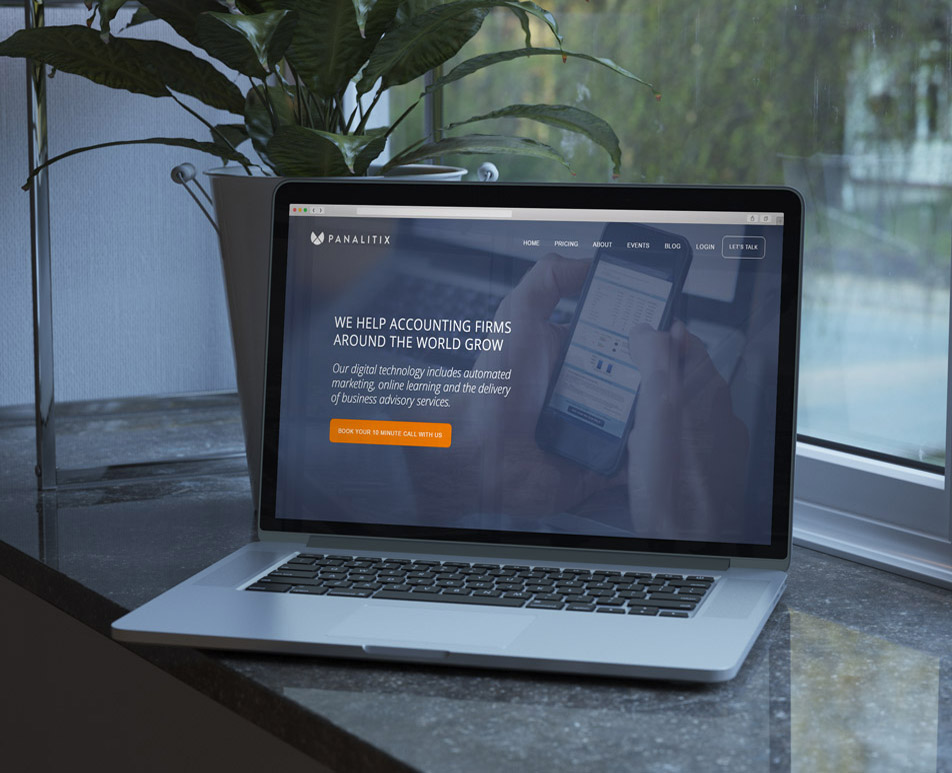 PANALITIX
HOME PRICING ABOUT EVENTS BLOG LOGIN LET'S TALK
WE HELP ACCOUNTING FIRMS
AROUND THE WORLD GROW
Our digital technology includes automated
marketing, online learning and the delivery
of business advisory services.
BOOK YOUR 10 MINUTE CALL WITH US